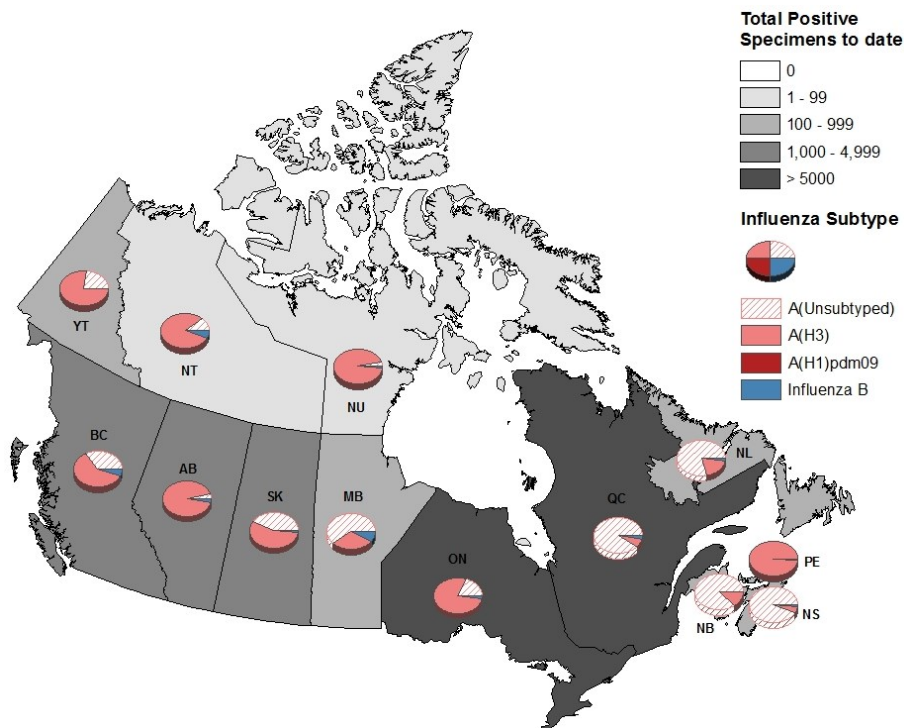 Total Positive
Specimens to date
0
1 - 99
100 - 999
1,000 - 4,999
> 5000
Influenza Subtype
A(Unsubtyped)
A(H3)
A(H1)pdm09
Influenza B
YT
NT
NU
BC
AB
SK
MB
ON
QC
NL
PE
NB
NS